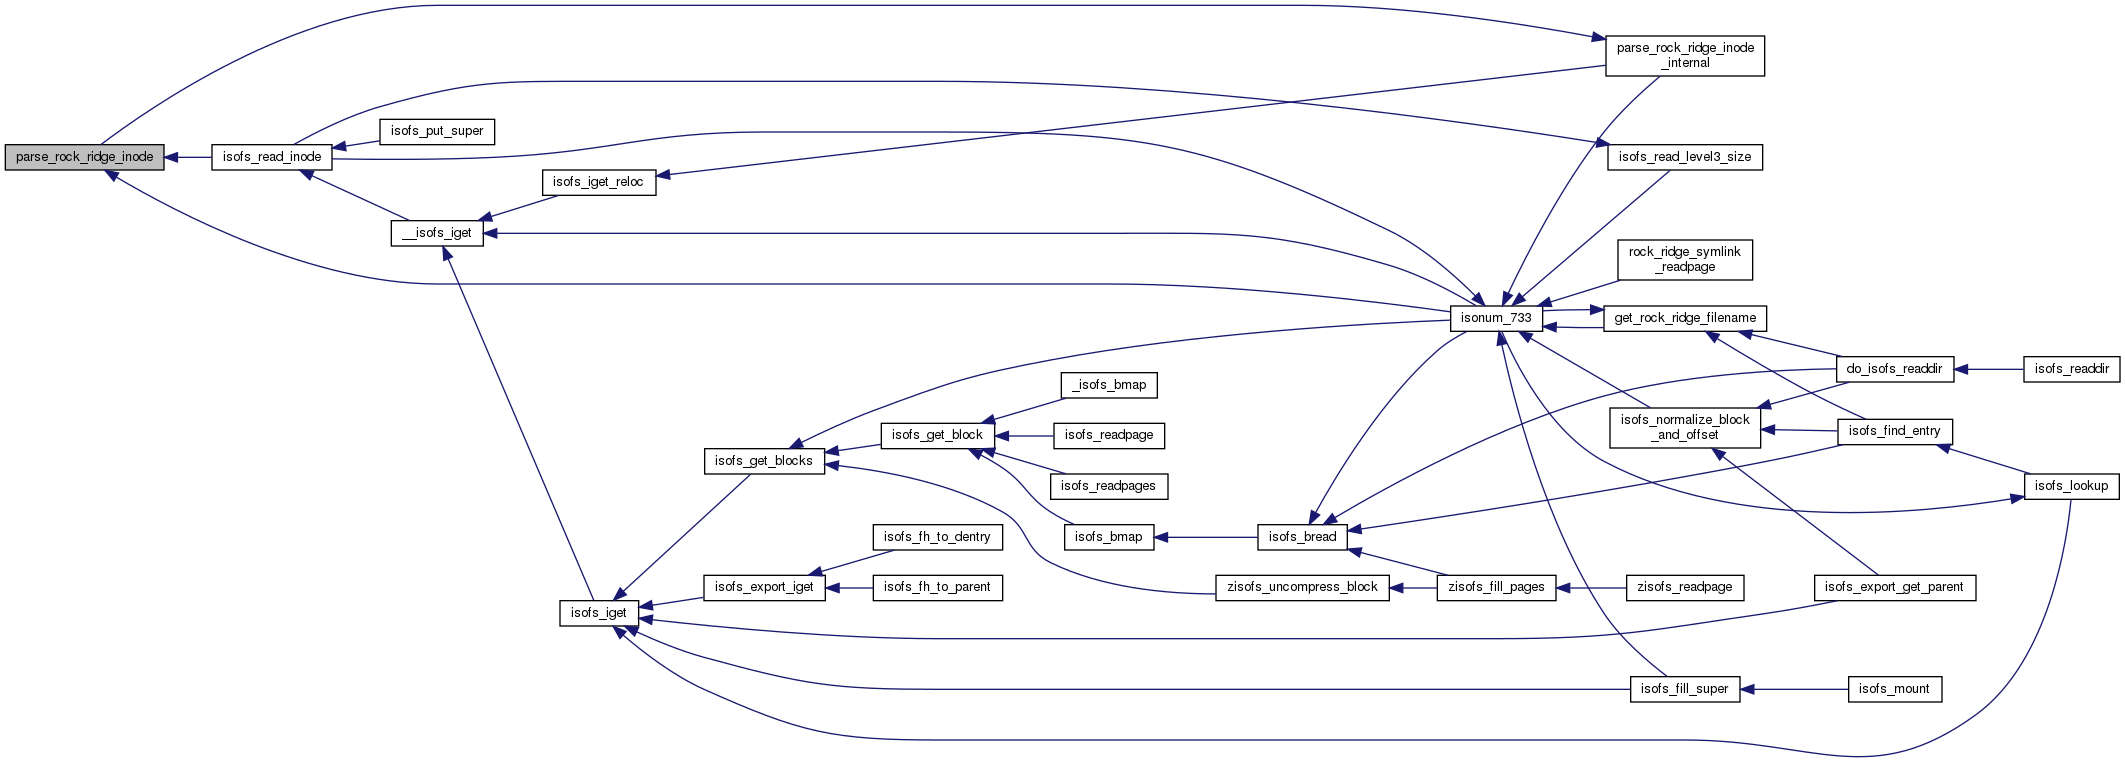 parse_rock_ridge_inode
_internal
isofs_put_super
parse_rock_ridge_inode
isofs_read_inode
isofs_read_level3_size
isofs_iget_reloc
__isofs_iget
rock_ridge_symlink
_readpage
isonum_733
get_rock_ridge_filename
do_isofs_readdir
isofs_readdir
_isofs_bmap
isofs_normalize_block
_and_offset
isofs_get_block
isofs_readpage
isofs_find_entry
isofs_get_blocks
isofs_readpages
isofs_lookup
isofs_fh_to_dentry
isofs_bmap
isofs_bread
isofs_export_iget
isofs_fh_to_parent
zisofs_uncompress_block
zisofs_fill_pages
zisofs_readpage
isofs_export_get_parent
isofs_iget
isofs_fill_super
isofs_mount